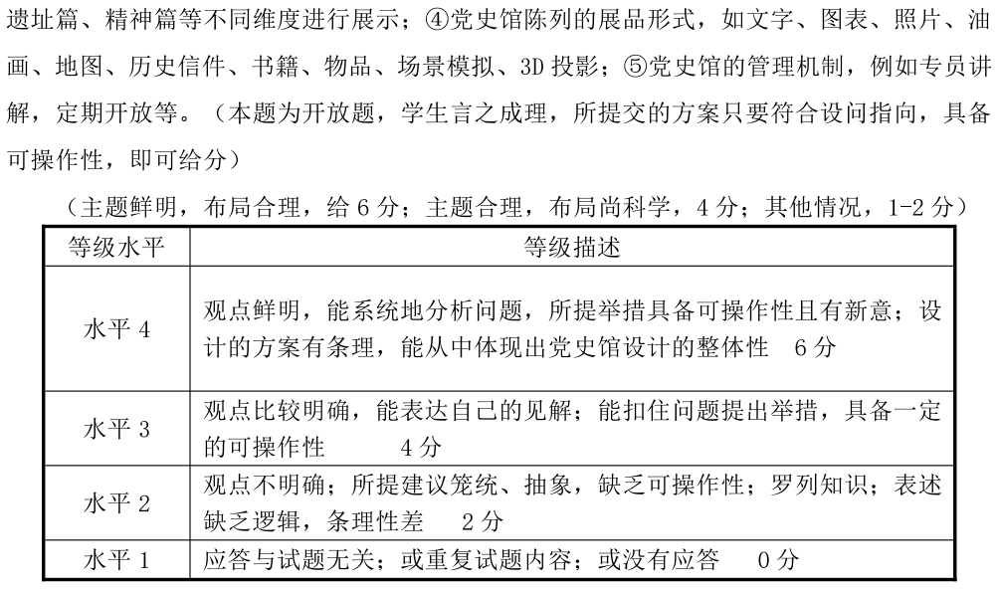 遗址篇、精神篇等不同维度进行展示；④党史馆陈列的展品形式，如文字、图表、照片、油
画、地图、历史信件、书籍、物品、场景模拟、3D 投影；⑤党史馆的管理机制，例如专员讲
解，定期开放等。（本题为开放题，学生言之成理，所提交的方案只要符合设问指向，具备
可操作性，即可给分）
（主题鲜明，布局合理，给 6 分；主题合理，布局尚科学，4 分；其他情况，1-2 分）
等级水平 等级描述
水平 4
观点鲜明，能系统地分析问题，所提举措具备可操作性且有新意；设
计的方案有条理，能从中体现出党史馆设计的整体性 6 分
水平 3
观点比较明确，能表达自己的见解；能扣住问题提出举措，具备一定
的可操作性 4 分
水平 2
观点不明确；所提建议笼统、抽象，缺乏可操作性；罗列知识；表述
缺乏逻辑，条理性差 2 分
水平 1 应答与试题无关；或重复试题内容；或没有应答 0 分